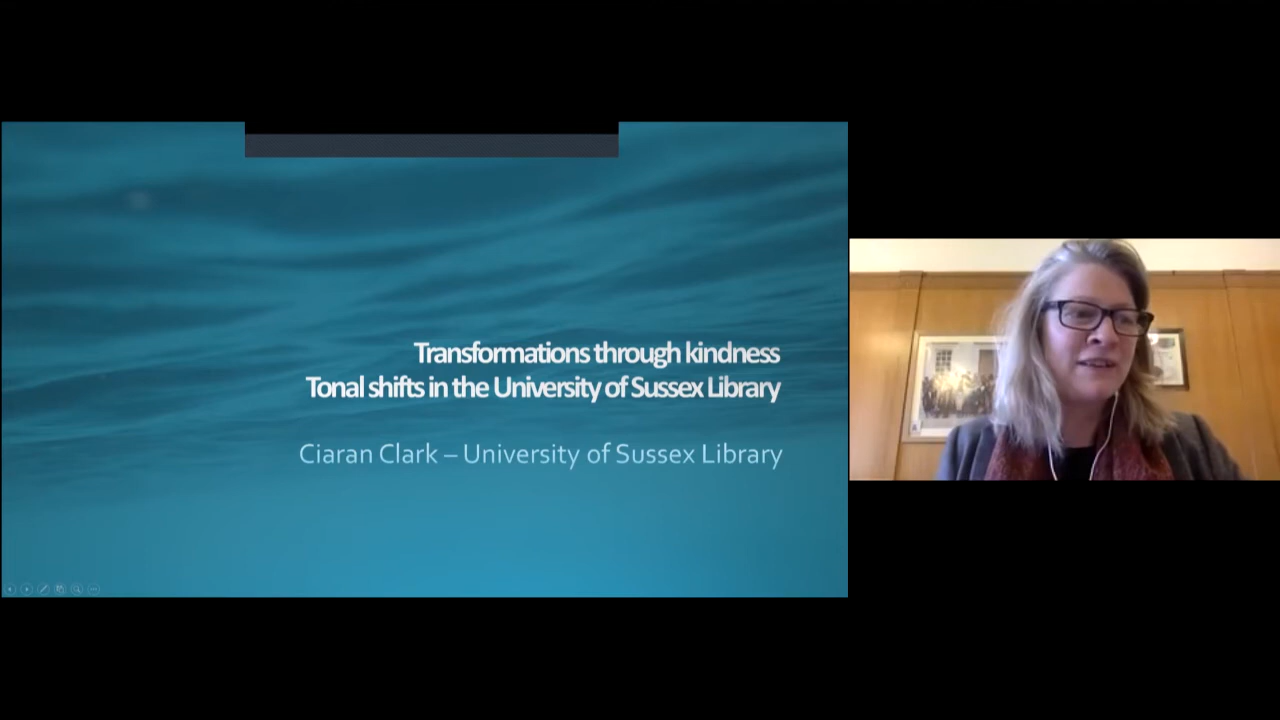 Transformations through kindness
Tonal shifts in the University of Sussex Library
Ciaran Clark – University of Sussex Library